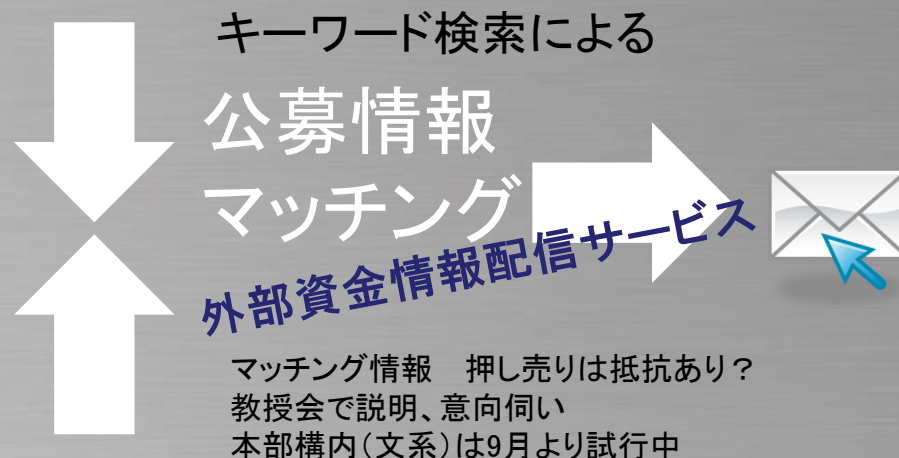 キーワード検索による
公募情報
マッチング
外部資金情報配信サービス
マッチング情報　押し売りは抵抗あり？
教授会で説明、意向伺い
本部構内（文系）は9月より試行中